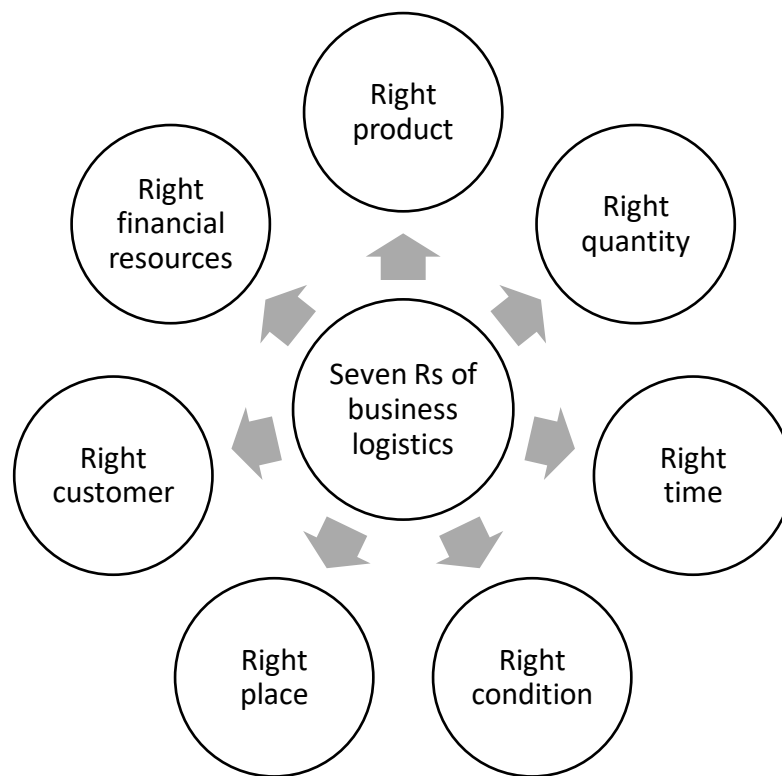 Right
product
Right
quantity
Right
time
Right
condition
Right
place
Right
customer
Right
financial
resources
Seven Rs of
business
logistics